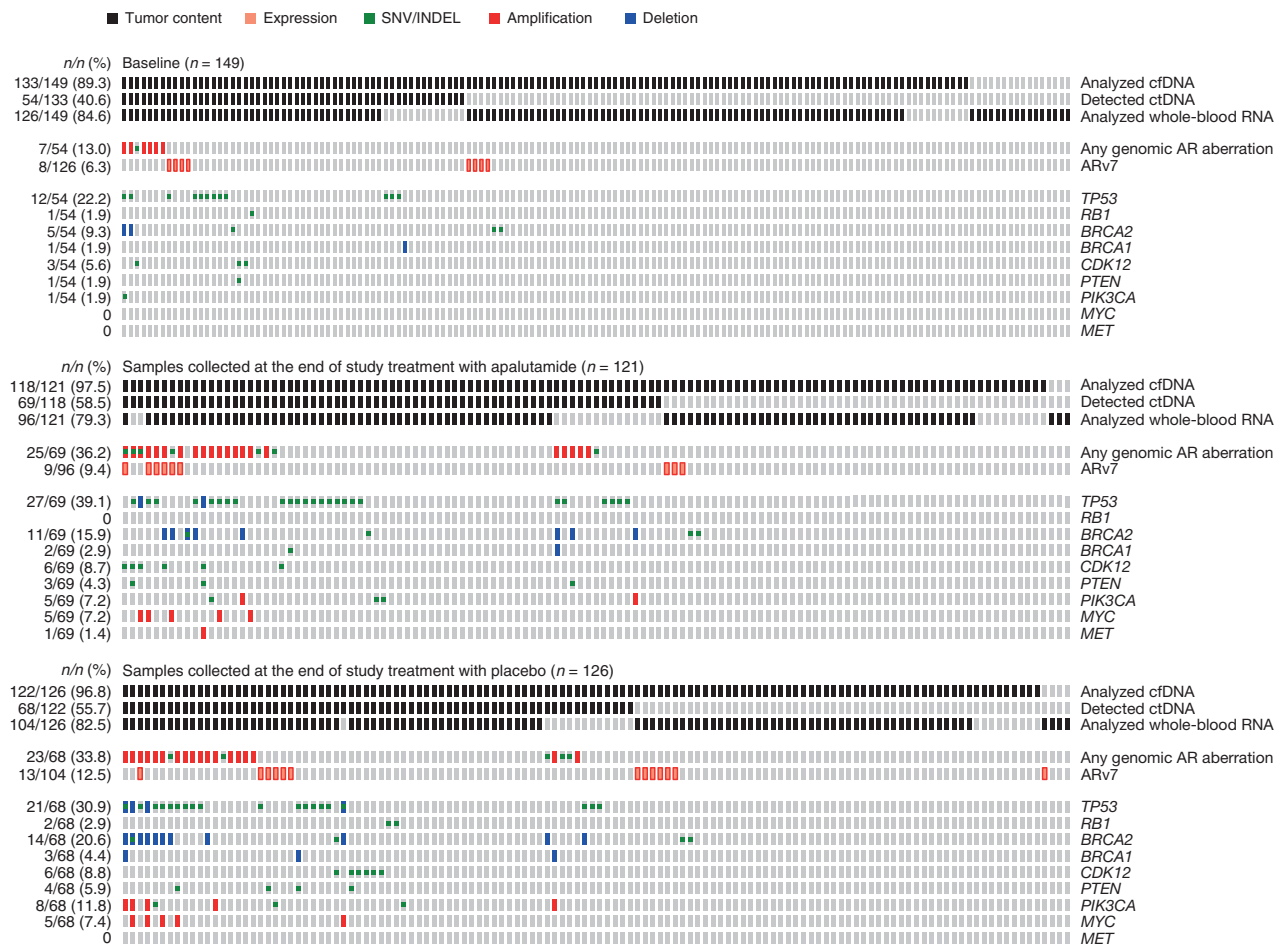 Tumor content Expression SNV/INDEL Amplification Deletion
n/n (%) Baseline (n = 149)
133/149 (89.3) Analyzed cfDNA
54/133 (40.6) Detected ctDNA
126/149 (84.6) Analyzed whole-blood RNA
7/54 (13.0) Any genomic AR aberration
8/126 (6.3) ARv7
12/54 (22.2) TP53
1/54 (1.9) RB1
5/54 (9.3) BRCA2
1/54 (1.9) BRCA1
3/54 (5.6) CDK12
1/54 (1.9) PTEN
1/54 (1.9) PIK3CA
0 MYC
0 MET
n/n (%) Samples collected at the end of study treatment with apalutamide (n = 121)
118/121 (97.5) Analyzed cfDNA
69/118 (58.5) Detected ctDNA
96/121 (79.3) Analyzed whole-blood RNA
25/69 (36.2) Any genomic AR aberration
9/96 (9.4) ARv7
27/69 (39.1) TP53
0 RB1
11/69 (15.9) BRCA2
2/69 (2.9) BRCA1
6/69 (8.7) CDK12
3/69 (4.3) PTEN
5/69 (7.2) PIK3CA
5/69 (7.2) MYC
1/69 (1.4) MET
n/n (%) Samples collected at the end of study treatment with placebo (n = 126)
122/126 (96.8) Analyzed cfDNA
68/122 (55.7) Detected ctDNA
104/126 (82.5) Analyzed whole-blood RNA
23/68 (33.8) Any genomic AR aberration
13/104 (12.5) ARv7
21/68 (30.9) TP53
2/68 (2.9) RB1
14/68 (20.6) BRCA2
3/68 (4.4) BRCA1
6/68 (8.8) CDK12
4/68 (5.9) PTEN
8/68 (11.8) PIK3CA
5/68 (7.4) MYC
0 MET